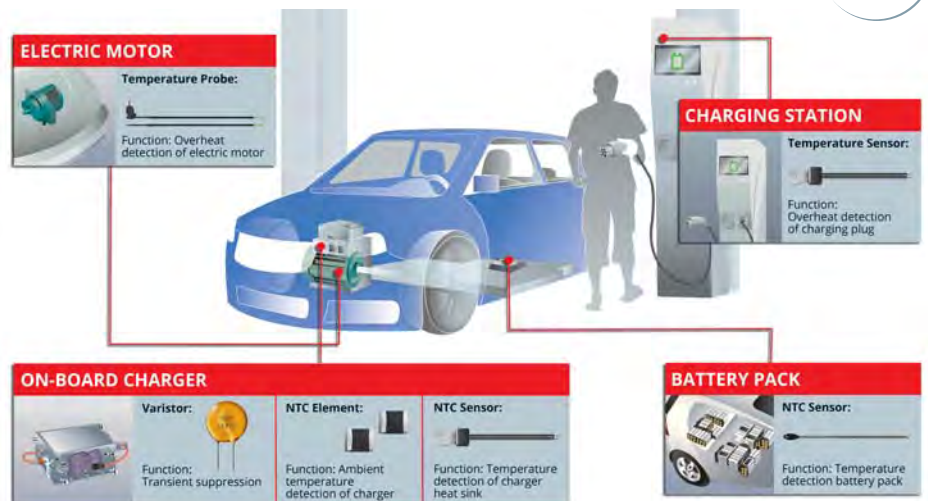 ELECTRIC MOTOR
Temperature Probe:
Function: Overheat
detection of electric motor
CHARGING STATION
Temperature Sensor:
Function:
Overheat detection
of charging plug
ON-BOARD CHARGER
Varistor:
Function:
Transient suppression
NTC Element:
Function: Ambient
temperature
detection of charger
NTC Sensor:
Function: Temperature
detection of charger
heat sink
BATTERY PACK
NTC Sensor:
Function: Temperature
detection battery pack